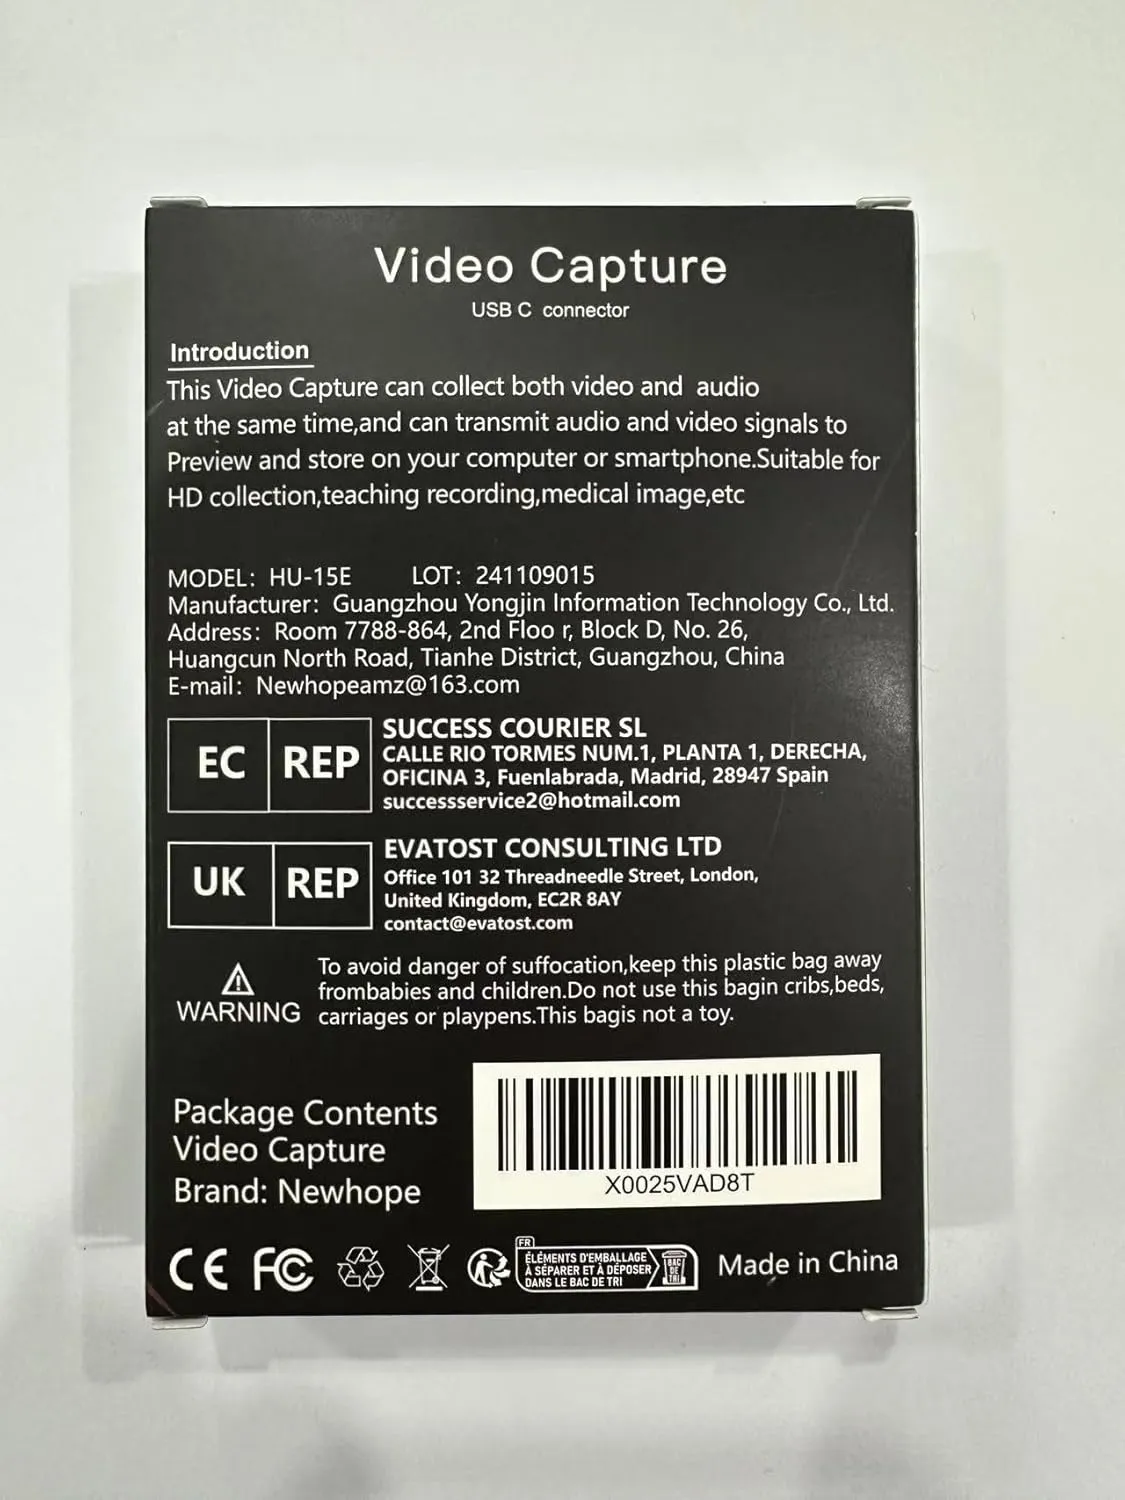 Video Capture
USB C connector
Introduction
This Video Capture can collect both video and audio
at the same time,and can transmit audio and video signals to
Preview and store on your computer or smartphone.Suitable for
HD collection,teaching recording,medical image,etc
MODEL: HU-15E LOT: 241109015
Manufacturer: Guangzhou Yongjin Information Technology Co., Ltd.
Address: Room 7788-864, 2nd Floo r, Block D, No. 26,
Huangcun North Road, Tianhe District, Guangzhou, China
E-mail: Newhopeamz@163.com
EC REP
SUCCESS COURIER SL
CALLE RIO TORMES NUM.1, PLANTA 1, DERECHA,
OFICINA 3, Fuenlabrada, Madrid, 28947 Spain
successservice2@hotmail.com
UK REP
EVATOST CONSULTING LTD
Office 101 32 Threadneedle Street, London,
United Kingdom, EC2R 8AY
contact@evatost.com
WARNING
To avoid danger of suffocation,keep this plastic bag away
frombabies and children.Do not use this bagin cribs,beds,
carriages or playpens.This bagis not a toy.
Package Contents
Video Capture
Brand: Newhope
X0025VAD8T
CE FC
FR
ÉLÉMENTS D'EMBALLAGE
À SÉPARER ET À DÉPOSER
DANS LE BAC DE TRI
BAC
DE
TRI
Made in China